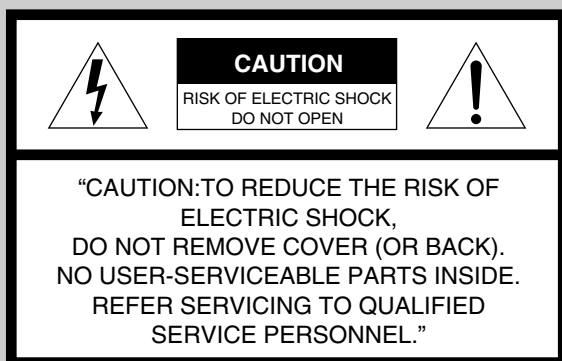 CAUTION
RISK OF ELECTRIC SHOCK
DO NOT OPEN
“CAUTION:TO REDUCE THE RISK OF
ELECTRIC SHOCK,
DO NOT REMOVE COVER (OR BACK).
NO USER-SERVICEABLE PARTS INSIDE.
REFER SERVICING TO QUALIFIED
SERVICE PERSONNEL.”